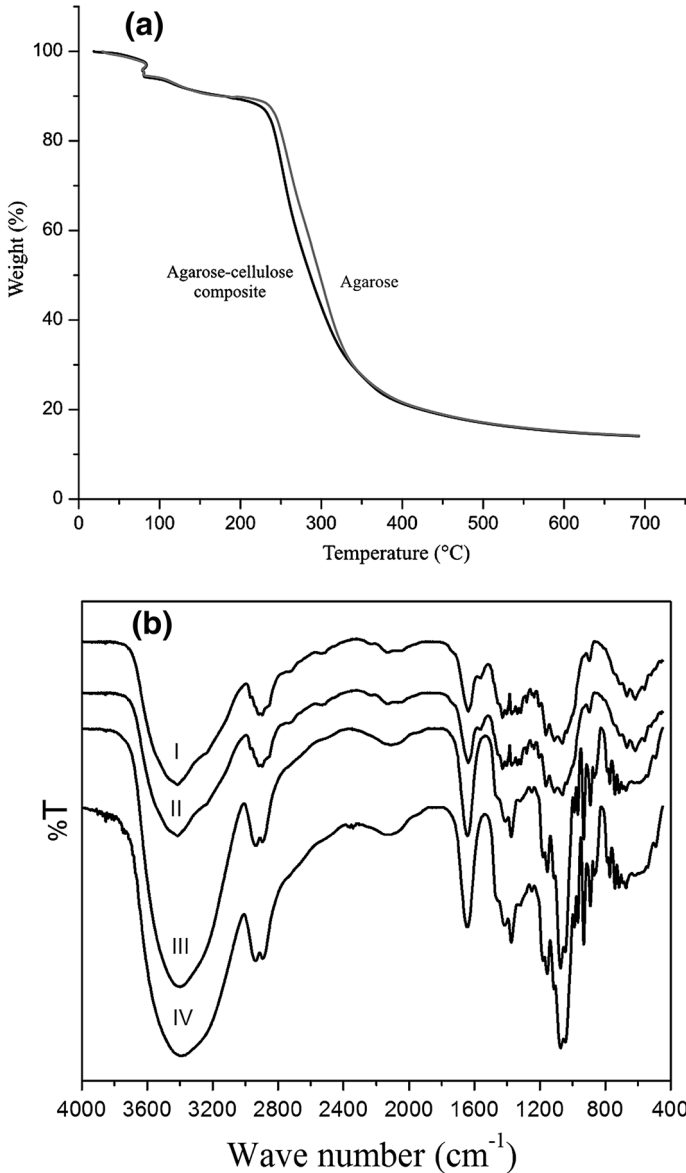 (a)
100
80
60
40
20
0
Weight (%)
Agarose-cellulose
composite
Agarose
0 100 200 300 400 500 600 700
Temperature (°C)
(b)
I
II
III
IV
%T
4000 3600 3200 2800 2400 2000 1600 1200 800 400
Wave number (cm⁻¹)